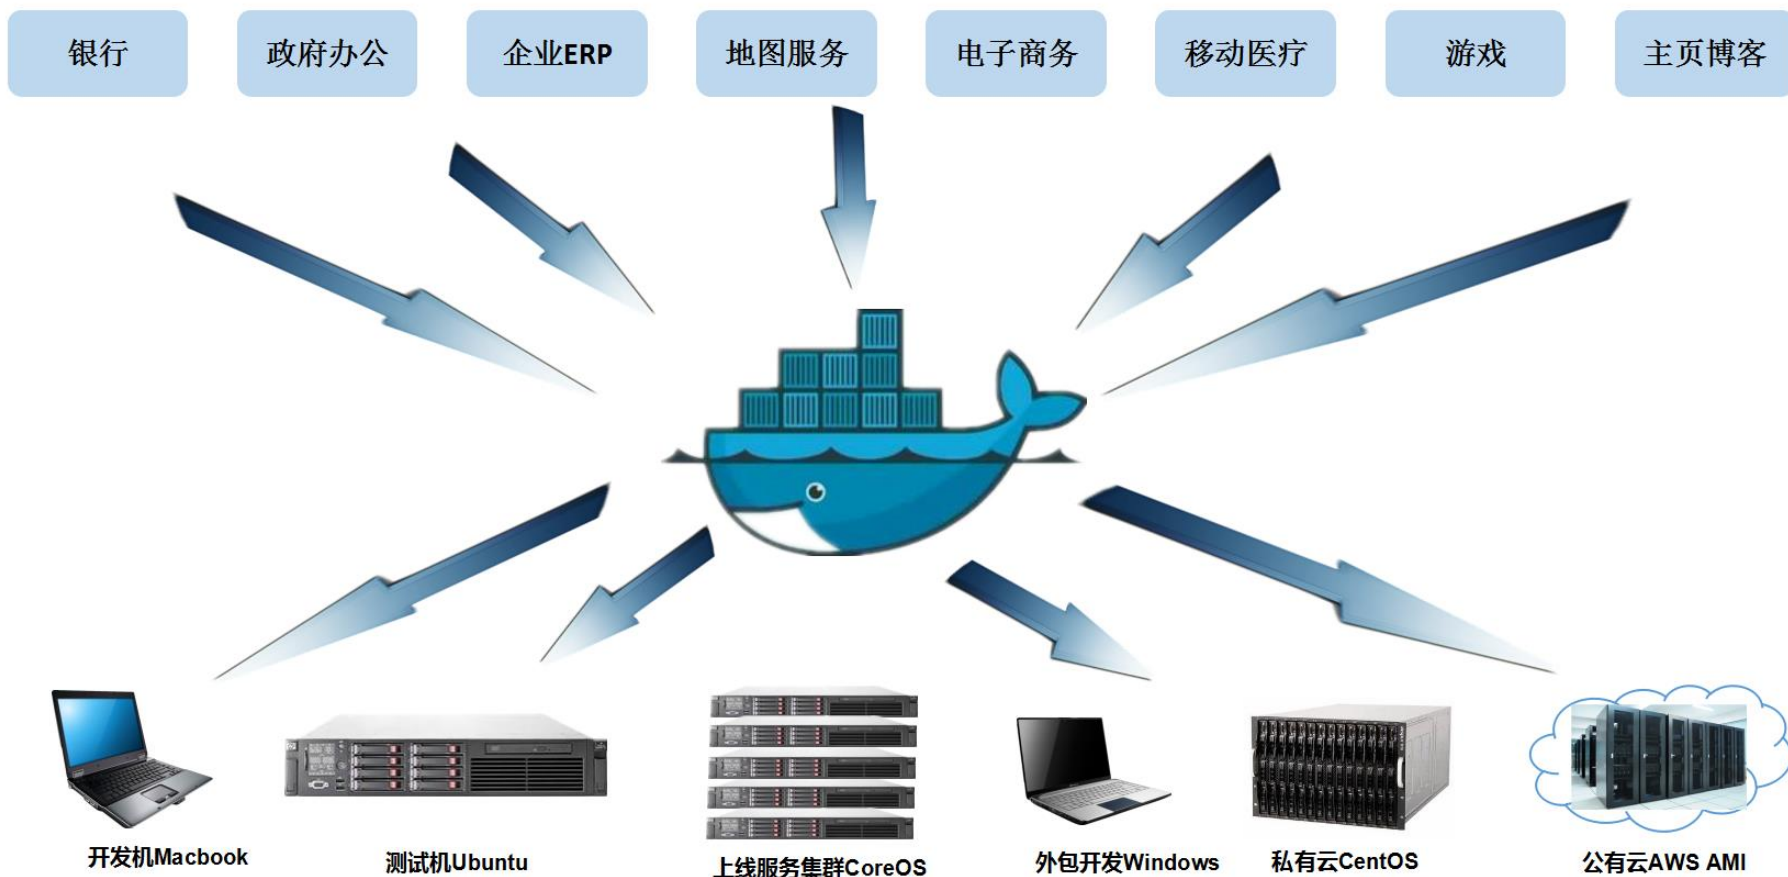 银行
政府办公
企业ERP
地图服务
电子商务
移动医疗
游戏
主页博客
开发机Macbook
测试机Ubuntu
上线服务集群CoreOS
外包开发Windows
私有云CentOS
公有云AWS AMI